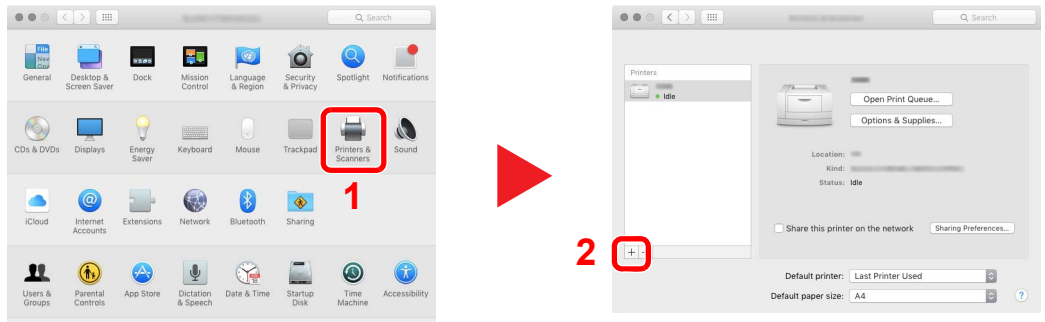 Search
General
Desktop &
Screen Saver
Dock
Mission
Control
Language
& Region
Security
& Privacy
Spotlight
Notifications
CDs & DVDs
Displays
Energy
Saver
Keyboard
Mouse
Trackpad
Printers &
Scanners
Sound
1
iCloud
Internet
Accounts
Extensions
Network
Bluetooth
Sharing
Users &
Groups
Parental
Controls
App Store
Dictation
& Speech
Date & Time
Startup
Disk
Time
Machine
Accessibility
Search
Printers
Idle
Open Print Queue...
Options & Supplies...
Location:
Kind:
Status: Idle
Share this printer on the network
Sharing Preferences...
2
+ -
Default printer: Last Printer Used
Default paper size: A4
?